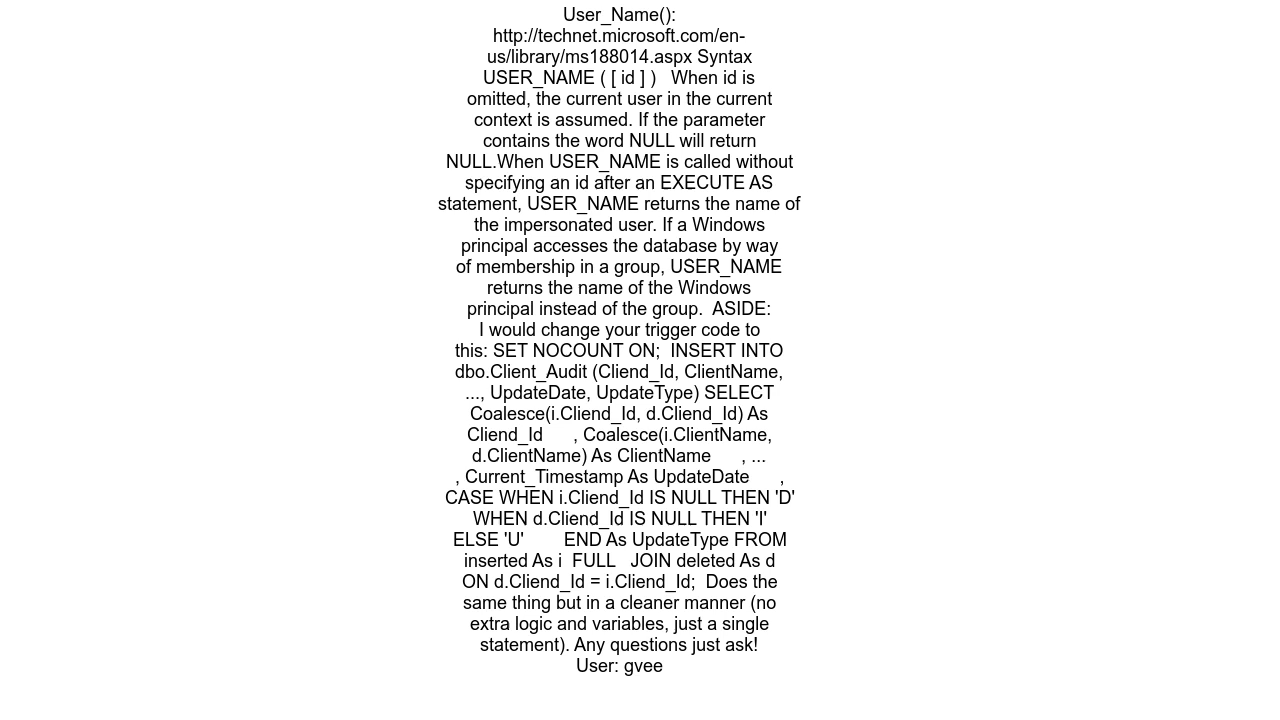 User_Name():
http://technet.microsoft.com/en-
us/library/ms188014.aspx Syntax
USER_NAME ( [ id ] )   When id is
omitted, the current user in the current
context is assumed. If the parameter
contains the word NULL will return
NULL.When USER_NAME is called without
specifying an id after an EXECUTE AS
statement, USER_NAME returns the name of
the impersonated user. If a Windows
principal accesses the database by way
of membership in a group, USER_NAME
returns the name of the Windows
principal instead of the group.  ASIDE:
I would change your trigger code to
this: SET NOCOUNT ON;  INSERT INTO
dbo.Client_Audit (Cliend_Id, ClientName,
..., UpdateDate, UpdateType) SELECT
Coalesce(i.Cliend_Id, d.Cliend_Id) As
Cliend_Id      , Coalesce(i.ClientName,
d.ClientName) As ClientName      , ...
, Current_Timestamp As UpdateDate      ,
CASE WHEN i.Cliend_Id IS NULL THEN 'D'
WHEN d.Cliend_Id IS NULL THEN 'I'
ELSE 'U'        END As UpdateType FROM
inserted As i  FULL   JOIN deleted As d
ON d.Cliend_Id = i.Cliend_Id;  Does the
same thing but in a cleaner manner (no
extra logic and variables, just a single
statement). Any questions just ask!
User: gvee